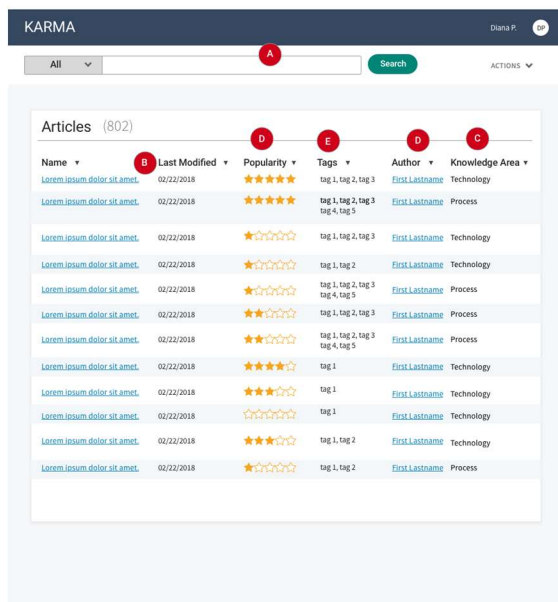 KARMA
Diana P. DP
A
All Search ACTIONS
Articles (802)
D E D C
Name B Last Modified Popularity Tags Author Knowledge Area
Lorem ipsum dolor sit amet. 02/22/2018 tag 1, tag 2, tag 3 First Lastname Technology
Lorem ipsum dolor sit amet. 02/22/2018 tag 1, tag 2, tag 3 First Lastname Process
tag 4, tag 5
Lorem ipsum dolor sit amet. 02/22/2018 tag 1, tag 2, tag 3 First Lastname Technology
Lorem ipsum dolor sit amet. 02/22/2018 tag 1, tag 2 First Lastname Technology
Lorem ipsum dolor sit amet. 02/22/2018 tag 1, tag 2, tag 3 First Lastname Process
tag 4, tag 5
Lorem ipsum dolor sit amet. 02/22/2018 tag 1, tag 2, tag 3 First Lastname Process
Lorem ipsum dolor sit amet. 02/22/2018 tag 1, tag 2, tag 3 First Lastname Process
tag 4, tag 5
Lorem ipsum dolor sit amet. 02/22/2018 tag 1 First Lastname Technology
Lorem ipsum dolor sit amet. 02/22/2018 tag 1 First Lastname Technology
Lorem ipsum dolor sit amet. 02/22/2018 tag 1 First Lastname Technology
Lorem ipsum dolor sit amet. 02/22/2018 tag 1, tag 2 First Lastname Technology
Lorem ipsum dolor sit amet. 02/22/2018 tag 1, tag 2 First Lastname Process